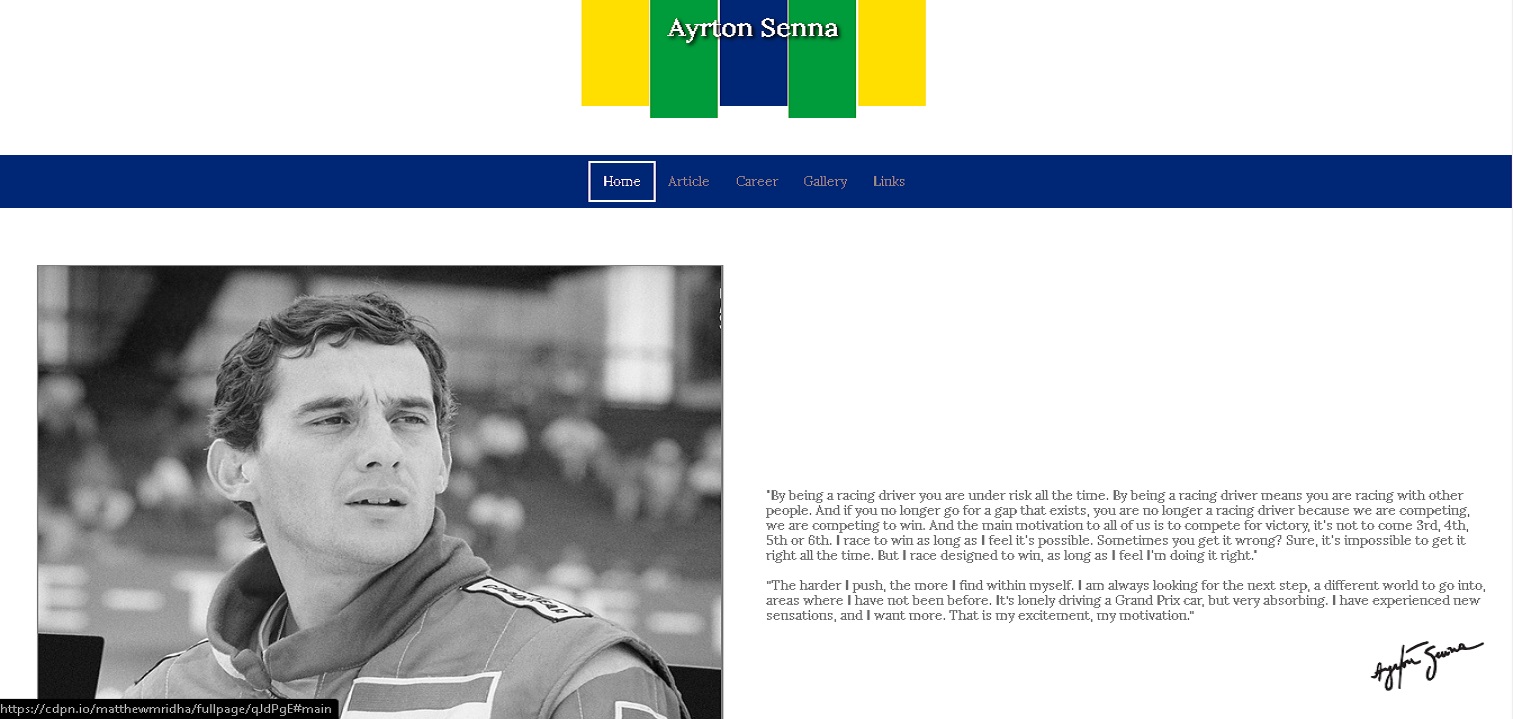 Ayrton Senna
Home Article Career Gallery Links
"By being a racing driver you are under risk all the time. By being a racing driver means you are racing with other
people. And if you no longer go for a gap that exists, you are no longer a racing driver because we are competing,
we are competing to win. And the main motivation to all of us is to compete for victory, it's not to come 3rd, 4th,
5th or 6th. I race to win as long as I feel it's possible. Sometimes you get it wrong? Sure, it's impossible to get it
right all the time. But I race designed to win, as long as I feel I'm doing it right."
"The harder I push, the more I find within myself. I am always looking for the next step, a different world to go into,
areas where I have not been before. It's lonely driving a Grand Prix car, but very absorbing. I have experienced new
sensations, and I want more. That is my excitement, my motivation."
Ayrton Senna
https://cdpn.io/matthewmridha/fullpage/qJdPgE#main